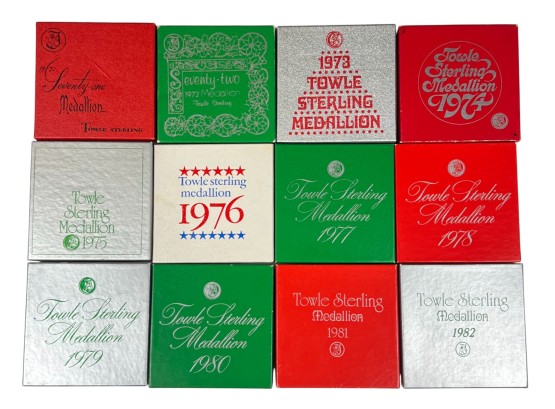 Seventy-one
Medallion
TOWLE STERLING
Seventy-two
1972 Medallion
Towle Sterling
1973
TOWLE
STERLING
MEDALLION
Towle
Sterling
Medallion
1974
Towle
Sterling
Medallion
1975
Towle sterling
medallion
1976
Towle Sterling
Medallion
1977
Towle Sterling
Medallion
1978
Towle Sterling
Medallion
1979
Towle Sterling
Medallion
1980
Towle Sterling
Medallion
1981
Towle Sterling
Medallion
1982